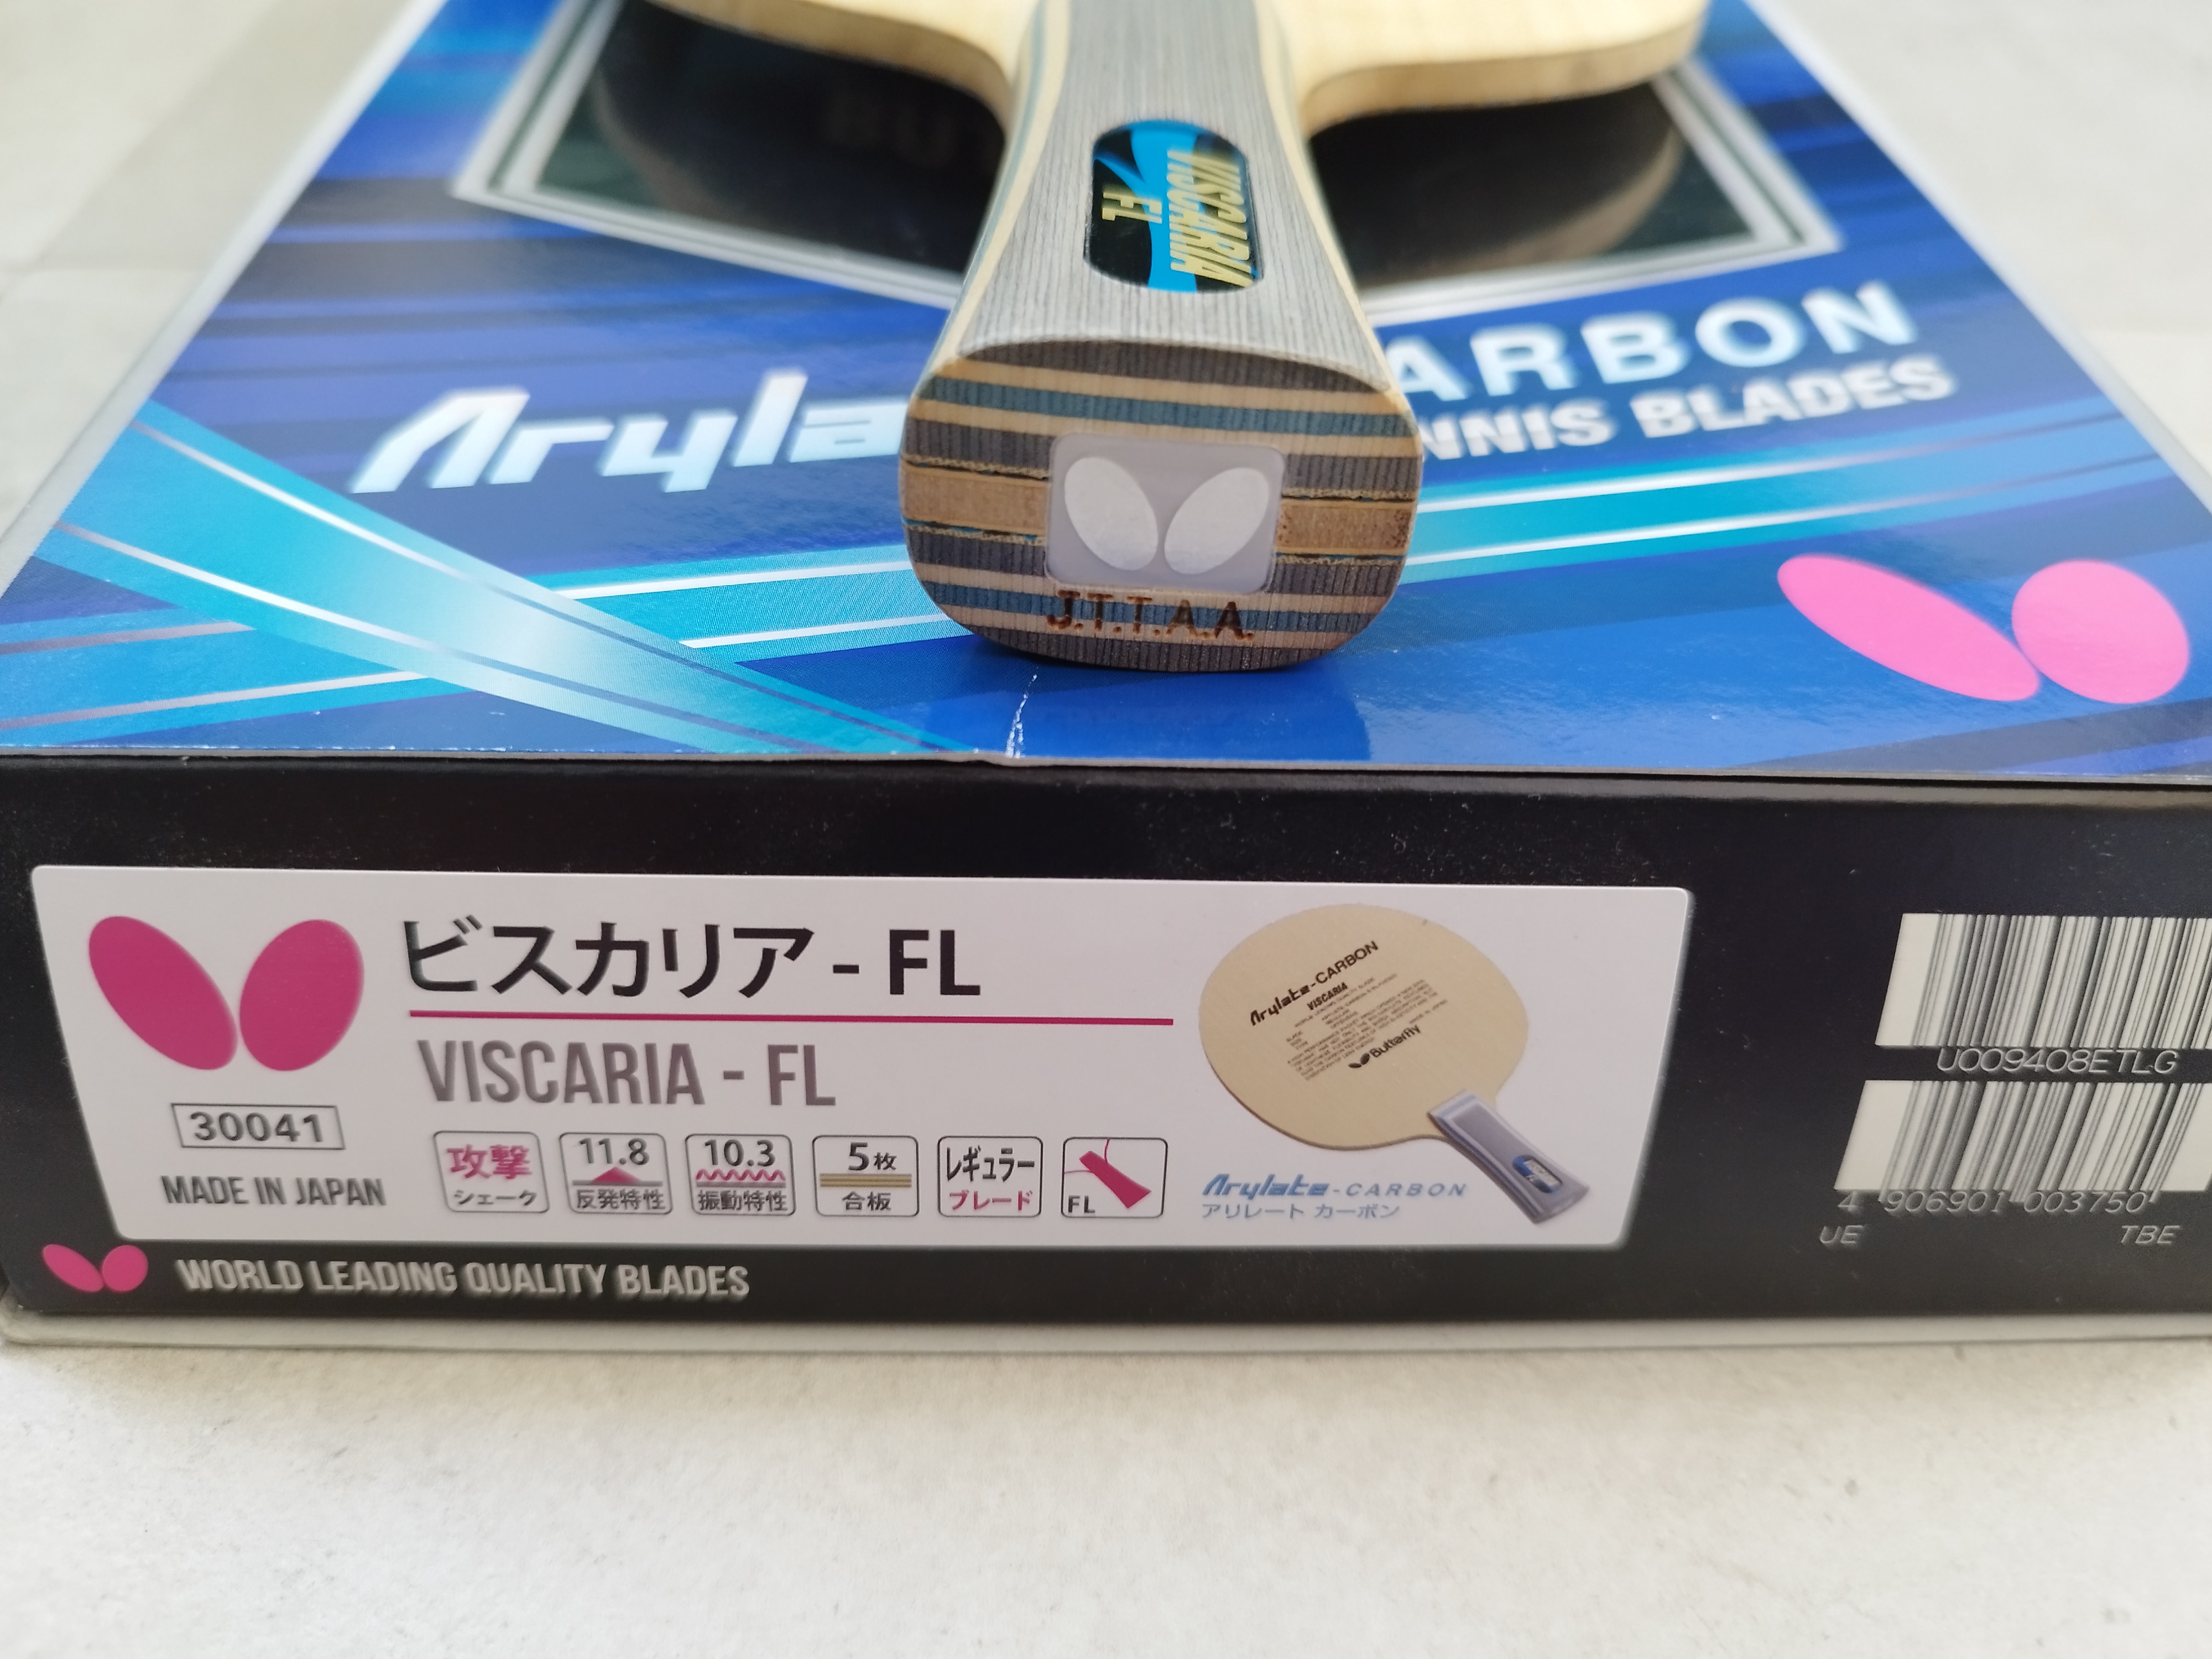 VISCARIA
FL
Aryla
ARBON
NNIS BLADES
J.T.T.A.A.
ビスカリア - FL
VISCARIA - FL
30041
MADE IN JAPAN
攻撃
シェーク
11.8
反発特性
10.3
振動特性
5枚
合板
レギュラー
ブレード
FL
Arylate-CARBON
VISCARIA
Butterfly
Arylate-CARBON
アリレート カーボン
WORLD LEADING QUALITY BLADES
U009408ETLG
4 906901 003750
UE TBE